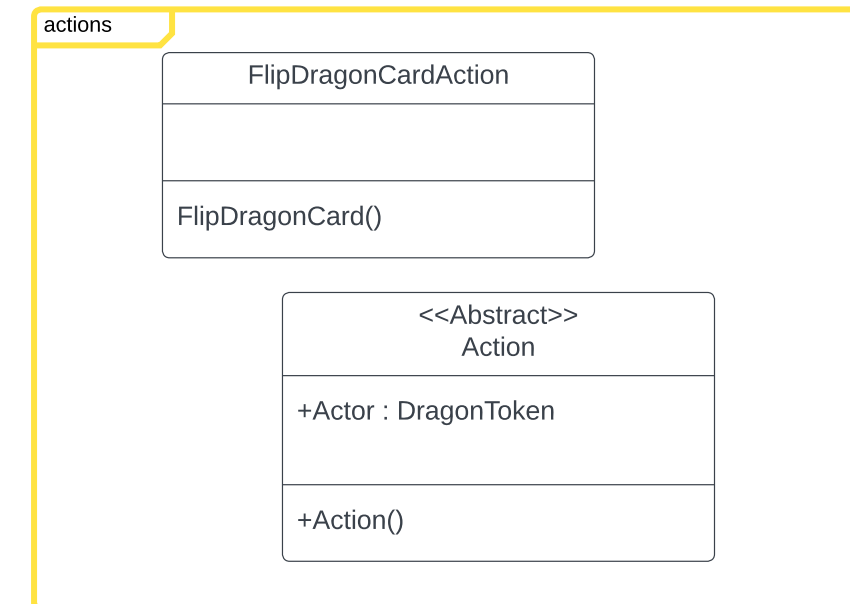 actions
FlipDragonCardAction
FlipDragonCard()
<<Abstract>>
Action
+Actor : DragonToken
+Action()